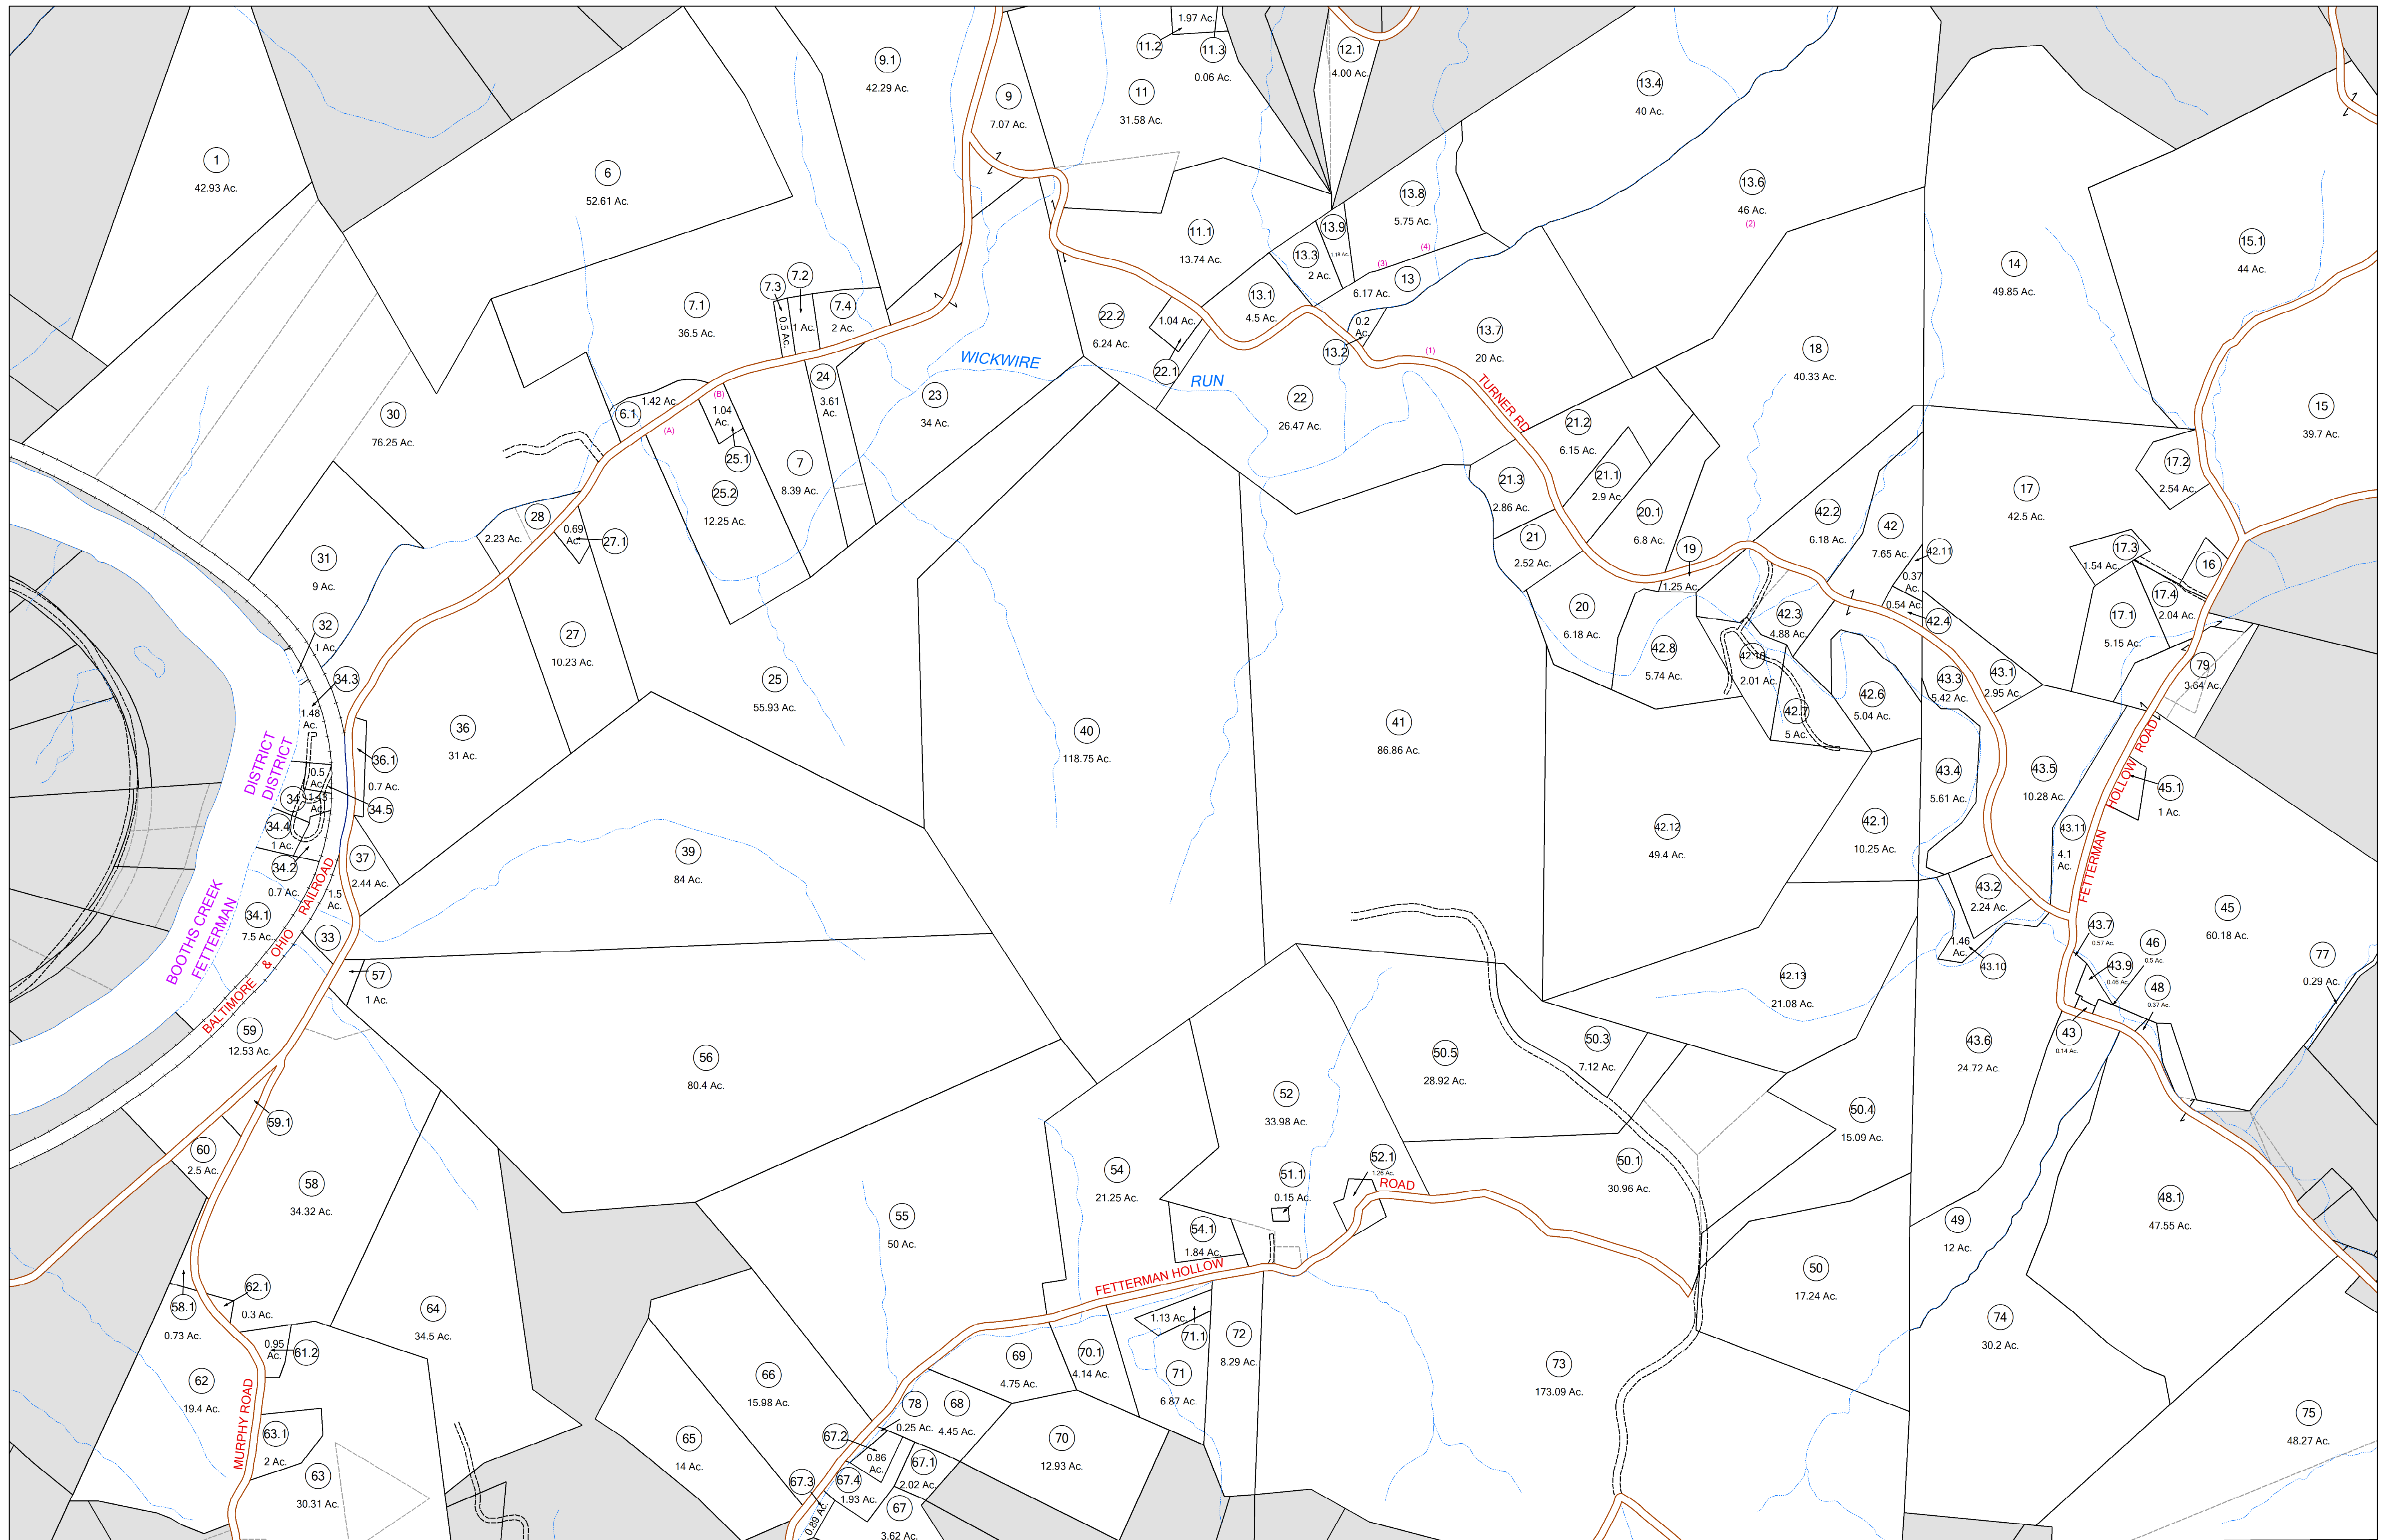 1.97 Ac.
11.2
11.3
0.06 Ac.
12.1
4.00 Ac.
9.1
42.29 Ac.
9
7.07 Ac.
11
31.58 Ac.
13.4
40 Ac.
1
42.93 Ac.
6
52.61 Ac.
13.8
5.75 Ac.
(4)
13.6
46 Ac.
(2)
11.1
13.74 Ac.
13.9
1.18 Ac.
13.3
2 Ac.
(3)
13
6.17 Ac.
14
49.85 Ac.
15.1
44 Ac.
7.3
0.5 Ac.
7.2
1 Ac.
7.4
2 Ac.
7.1
36.5 Ac.
13.1
4.5 Ac.
22.2
6.24 Ac.
1.04 Ac.
22.1
0.2
Ac.
13.2
13.7
20 Ac.
(1)
TURNER RD
18
40.33 Ac.
WICKWIRE
RUN
24
3.61
Ac.
23
34 Ac.
22
26.47 Ac.
15
39.7 Ac.
30
76.25 Ac.
6.1
1.42 Ac.
(B)
(A)
1.04
Ac.
25.1
7
8.39 Ac.
25.2
12.25 Ac.
21.2
6.15 Ac.
21.1
2.9 Ac.
21.3
2.86 Ac.
21
2.52 Ac.
20.1
6.8 Ac.
19
1.25 Ac.
42.2
6.18 Ac.
42
7.65 Ac.
42.11
0.37
Ac.
0.54 Ac.
42.4
17
42.5 Ac.
17.2
2.54 Ac.
17.3
1.54 Ac.
16
17.4
2.04 Ac.
17.1
5.15 Ac.
28
2.23 Ac.
0.69
Ac.
27.1
31
9 Ac.
32
1 Ac.
27
10.23 Ac.
20
6.18 Ac.
42.8
5.74 Ac.
42.3
4.88 Ac.
42.10
2.01 Ac.
42.7
5 Ac.
42.6
5.04 Ac.
43.3
5.42 Ac.
43.1
2.95 Ac.
79
3.64 Ac.
34.3
1.48
Ac.
25
55.93 Ac.
36
31 Ac.
36.1
0.7 Ac.
40
118.75 Ac.
41
86.86 Ac.
DISTRICT
DISTRICT
0.5
Ac.
34
1.43
Ac.
34.5
34.4
1 Ac.
34.2
0.7 Ac.
43.4
5.61 Ac.
43.5
10.28 Ac.
FETTERMAN
HOLLOW
ROAD
45.1
1 Ac.
42.12
49.4 Ac.
42.1
10.25 Ac.
43.11
4.1
Ac.
39
84 Ac.
37
2.44 Ac.
1.5
Ac.
34.1
7.5 Ac.
33
BOOTHS CREEK
FETTERMAN
BALTIMORE
& OHIO
RAILROAD
43.2
2.24 Ac.
1.46
Ac.
43.10
43.7
0.57 Ac.
46
0.5 Ac.
43.9
0.46 Ac.
48
0.37 Ac.
43
0.14 Ac.
45
60.18 Ac.
77
0.29 Ac.
57
1 Ac.
42.13
21.08 Ac.
59
12.53 Ac.
56
80.4 Ac.
50.3
7.12 Ac.
50.5
28.92 Ac.
43.6
24.72 Ac.
52
33.98 Ac.
50.4
15.09 Ac.
59.1
60
2.5 Ac.
58
34.32 Ac.
54
21.25 Ac.
51.1
0.15 Ac.
52.1
1.26 Ac.
ROAD
50.1
30.96 Ac.
55
50 Ac.
54.1
1.84 Ac.
49
12 Ac.
48.1
47.55 Ac.
FETTERMAN HOLLOW
50
17.24 Ac.
62.1
0.3 Ac.
58.1
0.73 Ac.
64
34.5 Ac.
1.13 Ac.
71.1
72
8.29 Ac.
74
30.2 Ac.
0.95
Ac.
61.2
69
4.75 Ac.
70.1
4.14 Ac.
73
173.09 Ac.
62
19.4 Ac.
66
15.98 Ac.
71
6.87 Ac.
MURPHY ROAD
78
0.25 Ac.
68
4.45 Ac.
75
48.27 Ac.
63.1
2 Ac.
65
14 Ac.
67.2
0.86
Ac.
70
12.93 Ac.
67.1
2.02 Ac.
63
30.31 Ac.
67.3
0.89 Ac.
67.4
1.93 Ac.
67
3.62 Ac.